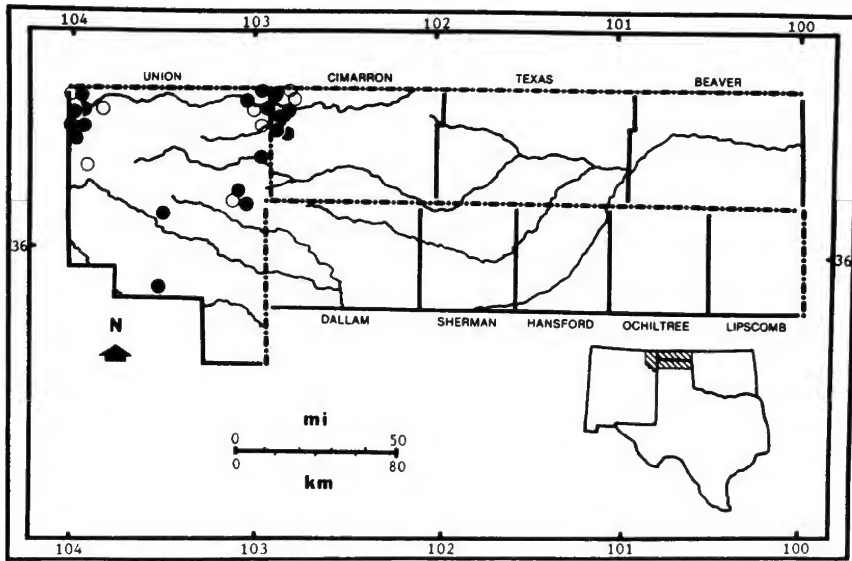 104 103 102 101 100
UNION CIMARRON TEXAS BEAVER
36 36
DALLAM SHERMAN HANSFORD OCHILTREE LIPSCOMB
N
mi
0 50
0 80
km
104 103 102 101 100